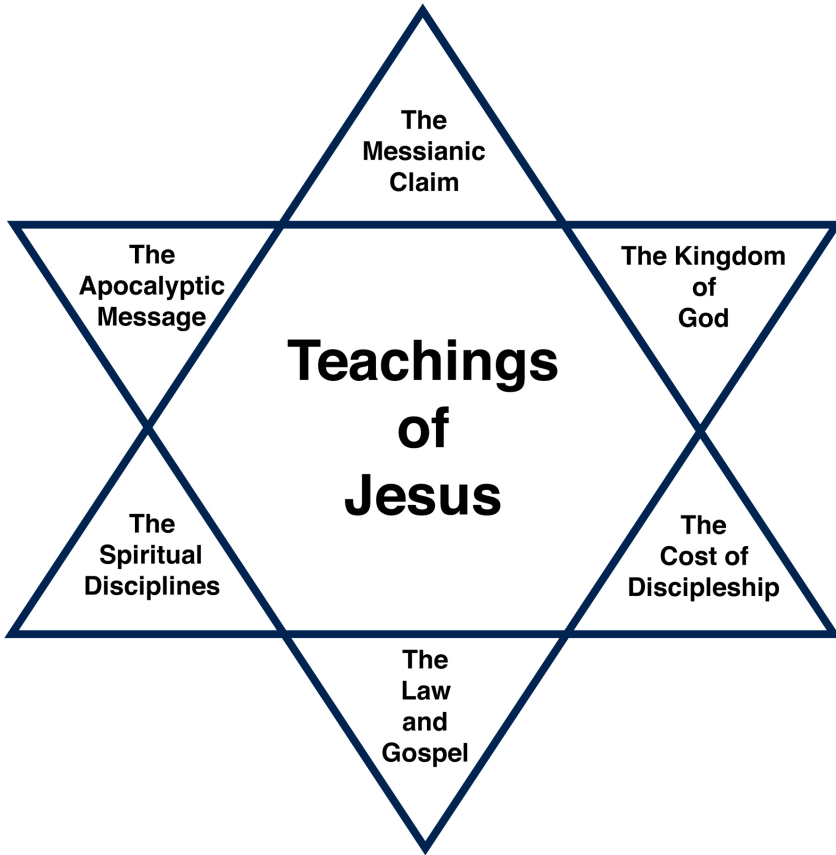 The
Messianic
Claim
The
Apocalyptic
Message
The Kingdom
of
God
Teachings
of
Jesus
The
Spiritual
Disciplines
The
Cost of
Discipleship
The
Law
and
Gospel